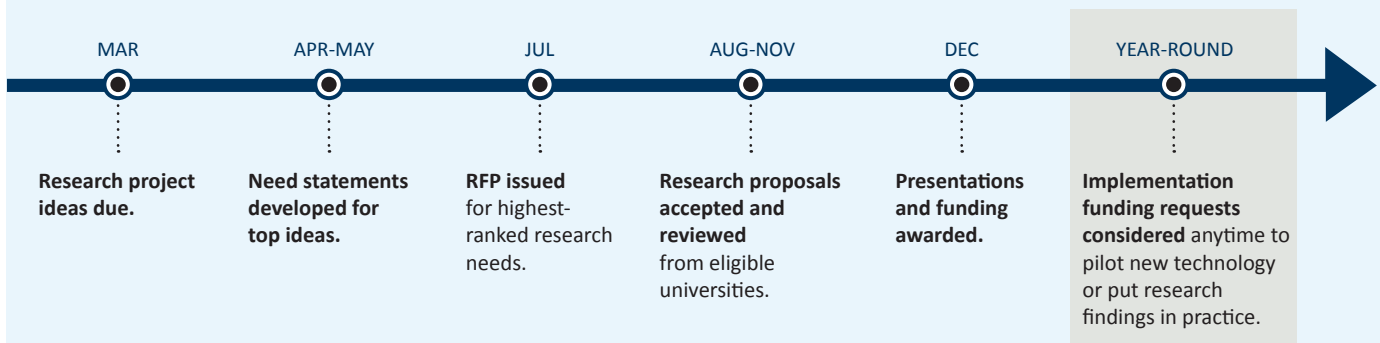 MAR
APR-MAY
JUL
AUG-NOV
DEC
YEAR-ROUND
Research project
ideas due.
Need statements
developed for
top ideas.
RFP issued
for highest-
ranked research
needs.
Research proposals
accepted and
reviewed
from eligible
universities.
Presentations
and funding
awarded.
Implementation
funding requests
considered anytime to
pilot new technology
or put research
findings in practice.